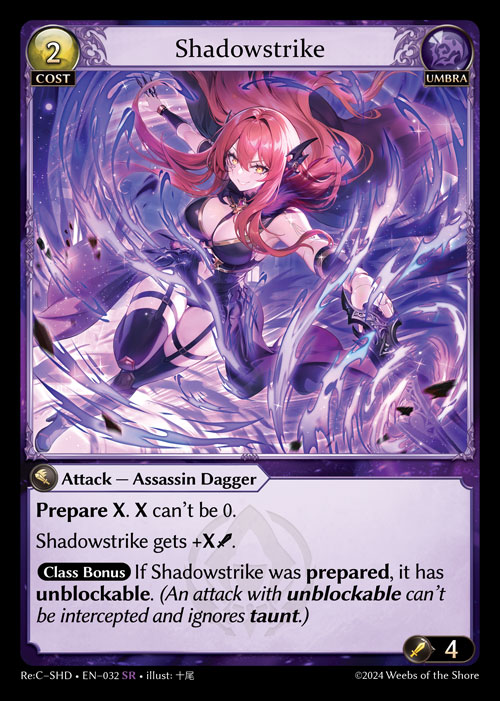 2
Shadowstrike
COST
UMBRA
Attack — Assassin Dagger
Prepare X. X can't be 0.
Shadowstrike gets +X.
Class Bonus If Shadowstrike was prepared, it has
unblockable. (An attack with unblockable can't
be intercepted and ignores taunt.)
4
Re:C–SHD • EN–032 SR • illust: 十尾
©2024 Weebs of the Shore